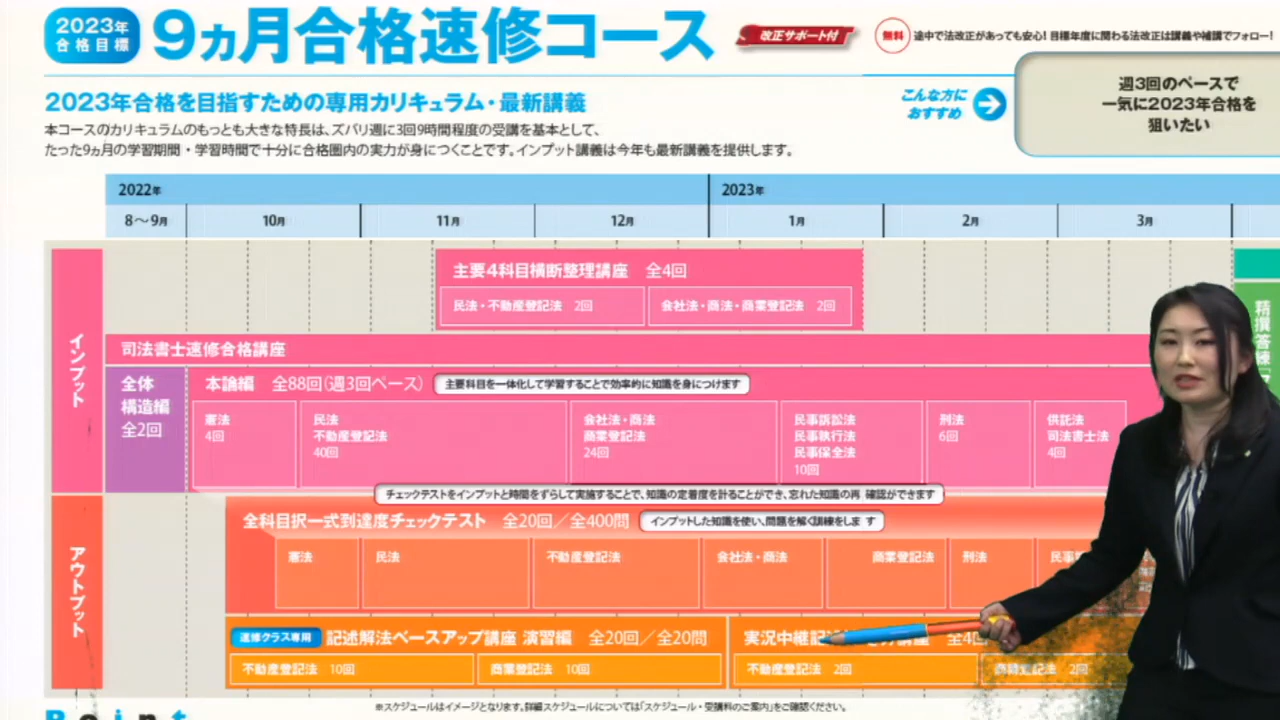 2023年
合格目標
9ヵ月合格速修コース
改正サポート付
無料
途中で法改正があっても安心! 目標年度に関わる法改正は講義や補講でフォロー!
2023年合格を目指すための専用カリキュラム・最新講義
本コースのカリキュラムのもっとも大きな特長は、ズバリ週に3回9時間程度の受講を基本として、
たった9ヵ月の学習期間・学習時間で十分に合格圏内の実力が身につくことです。インプット講義は今年も最新講義を提供します。
こんな方に
おすすめ
週3回のペースで
一気に2023年合格を
狙いたい
2022年
2023年
8〜9月
10月
11月
12月
1月
2月
3月
インプット
主要4科目横断整理講座 全4回
民法・不動産登記法 2回
会社法・商法・商業登記法 2回
司法書士速修合格講座
全体
構造編
全2回
本論編 全88回(週3回ペース)
主要科目を一体化して学習することで効率的に知識を身につけます
憲法
4回
民法
不動産登記法
40回
会社法・商法
商業登記法
24回
民事訴訟法
民事執行法
民事保全法
10回
刑法
6回
供託法
司法書士法
4回
精撰答練
チェックテストをインプットと時間をずらして実施することで、知識の定着度を計ることができ、忘れた知識の再 確認ができます
アウトプット
全科目択一式到達度チェックテスト 全20回/全400問
インプットした知識を使い、問題を解く訓練をしま す
憲法
民法
不動産登記法
会社法・商法
商業登記法
刑法
民事
速修クラス専用
記述解法ベースアップ講座 演習編 全20回/全20問
不動産登記法 10回
商業登記法 10回
実況中継 講座 全4
不動産登記法 2回
商業登記法 2回
Point
※スケジュールはイメージとなります。詳細スケジュールについては「スケジュール・受講料のご案内」をご確認ください。